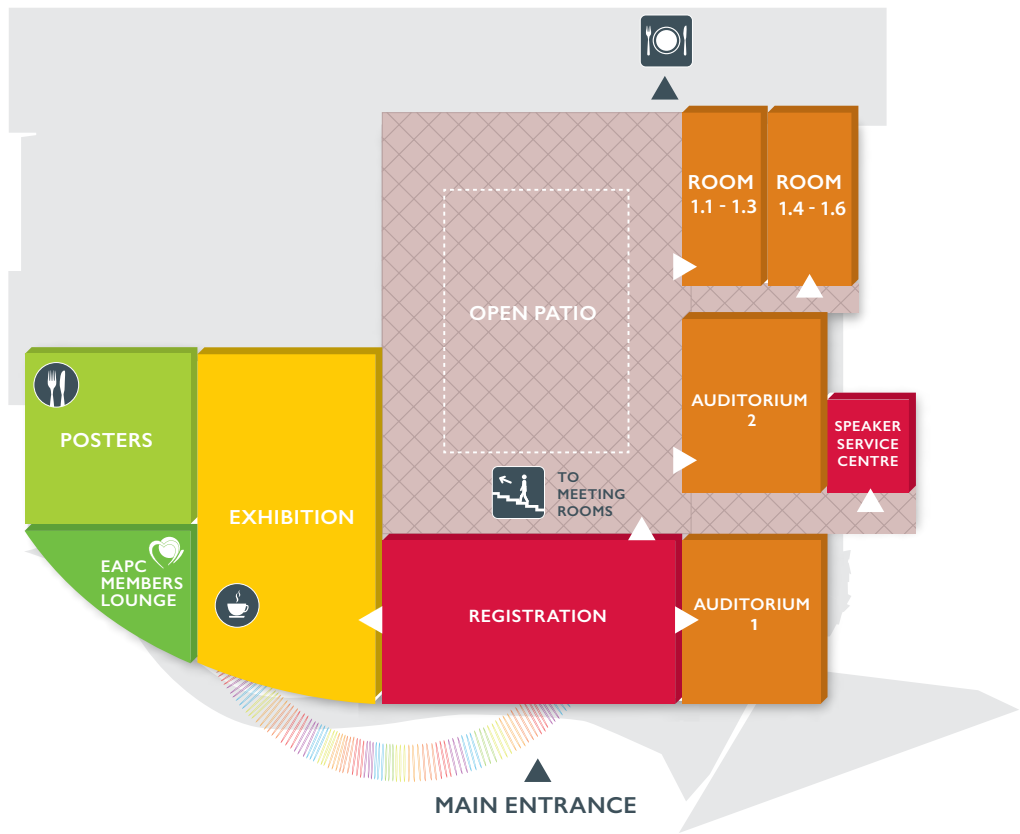 ROOM
1.1 - 1.3
ROOM
1.4 - 1.6
OPEN PATIO
AUDITORIUM
2
SPEAKER
SERVICE
CENTRE
POSTERS
TO
MEETING
ROOMS
EXHIBITION
EAPC
MEMBERS
LOUNGE
REGISTRATION
AUDITORIUM
1
MAIN ENTRANCE